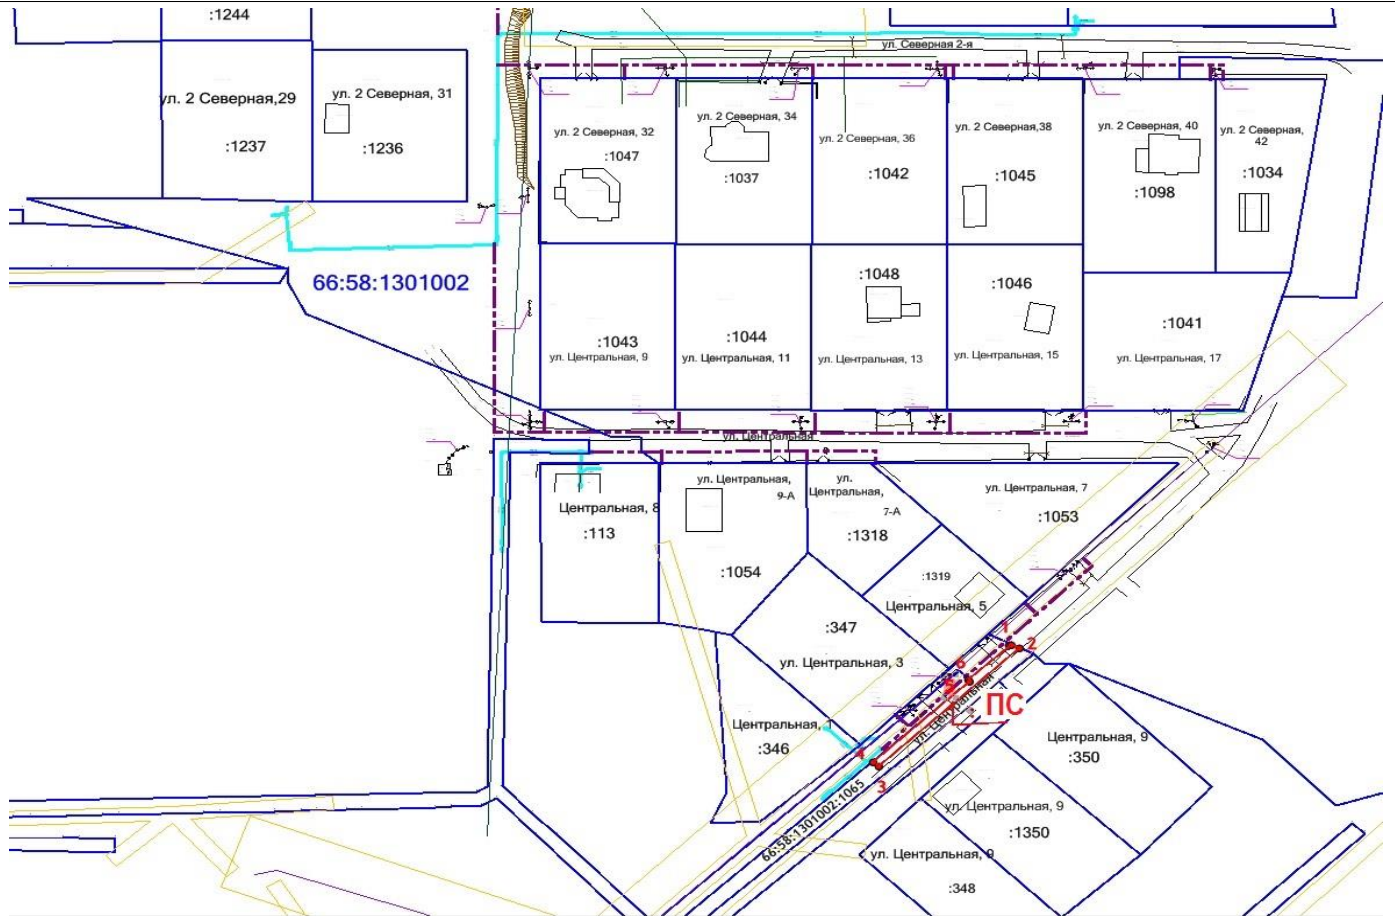 :1244
ул. Северная 2-я
ул. 2 Северная,29
:1237
ул. 2 Северная, 31
:1236
ул. 2 Северная, 32
:1047
ул. 2 Северная, 34
:1037
ул. 2 Северная, 36
:1042
ул. 2 Северная,38
:1045
ул. 2 Северная, 40
:1098
ул. 2 Северная,
42
:1034
66:58:1301002
:1043
ул. Центральная, 9
:1044
ул. Центральная, 11
:1048
ул. Центральная, 13
:1046
ул. Центральная, 15
:1041
ул. Центральная, 17
ул. Центральная
Центральная, 8
:113
ул. Центральная,
9-А
:1054
ул.
Центральная,
7-А
:1318
ул. Центральная, 7
:1053
:1319
Центральная, 5
:347
ул. Центральная, 3
Центральная, 1
:346
1
2
6
5
ПС
ул. Центральная
4
3
66:58:1301002:1065
Центральная, 9
:350
ул. Центральная, 9
:1350
ул. Центральная, 9
:348